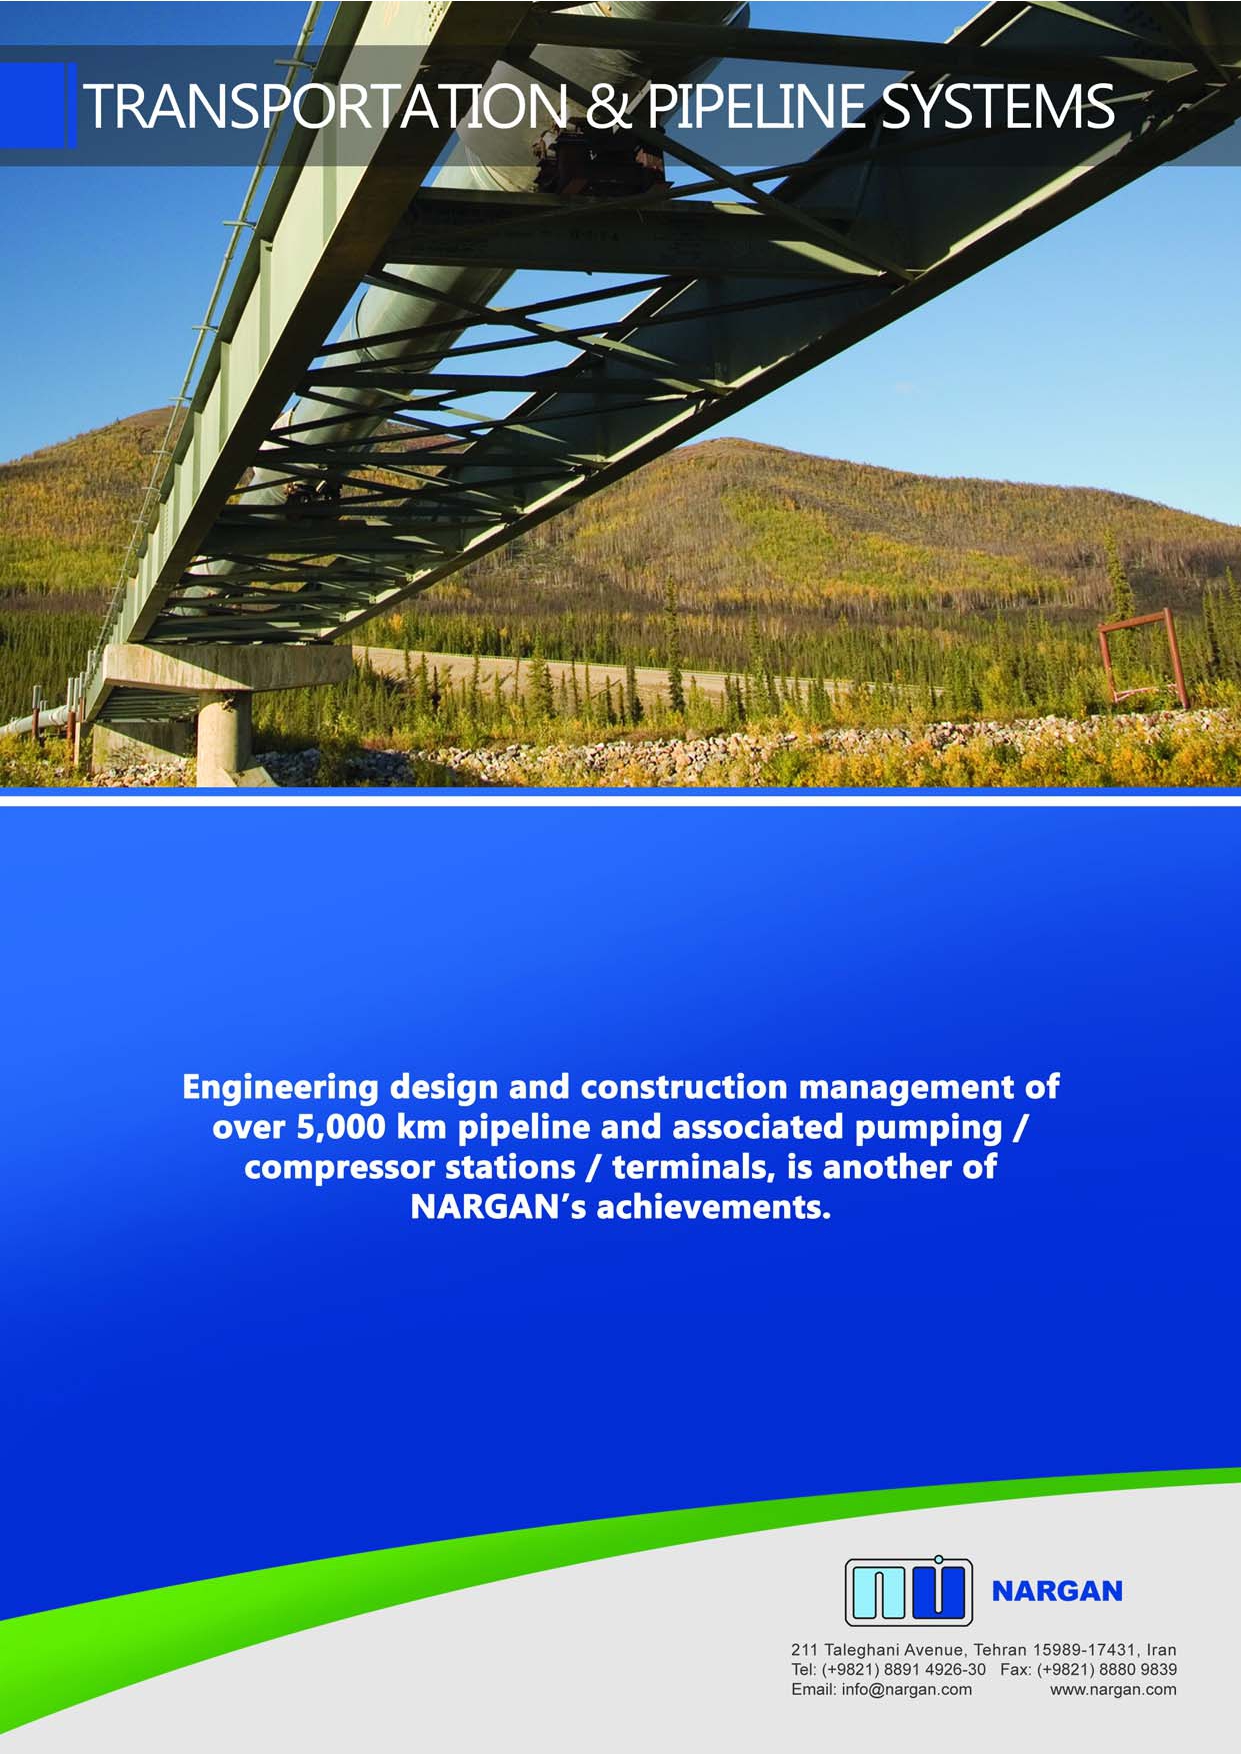 TRANSPORTATION & PIPELINE SYSTEMS
Engineering design and construction management of
over 5,000 km pipeline and associated pumping /
compressor stations / terminals, is another of
NARGAN’s achievements.
NARGAN
211 Taleghani Avenue, Tehran 15989-17431, Iran
Tel: (+9821) 8891 4926-30 Fax: (+9821) 8880 9839
Email: info@nargan.com www.nargan.com